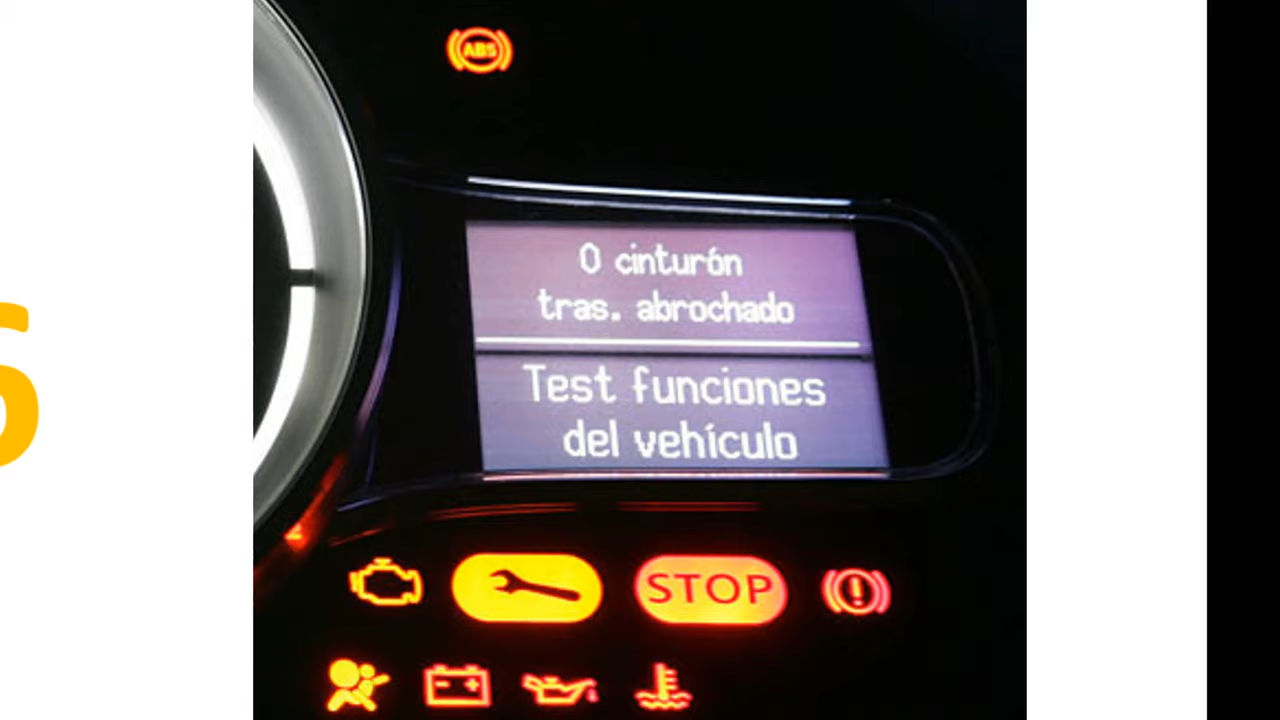 ABS
0 cinturón
tras. abrochado
Test funciones
del vehículo
STOP